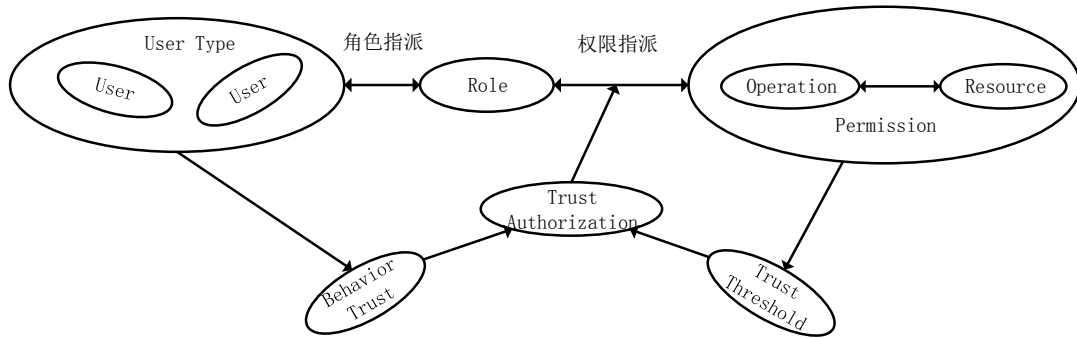 User Type
角色指派
权限指派
User
User
Role
Operation
Resource
Permission
Trust
Authorization
Behavior
Trust
Trust
Threshold